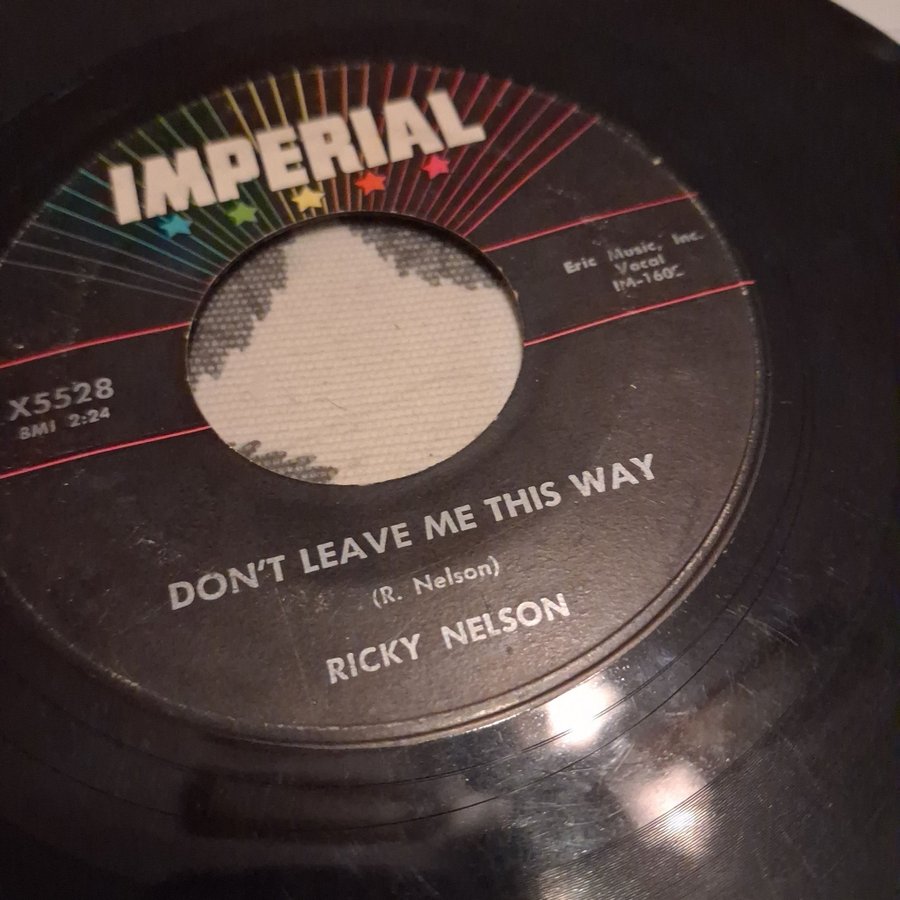 IMPERIAL
Eric Music, Inc.
Vocal
X5528
BMI 2:24
DON'T LEAVE ME THIS WAY
(R. Nelson)
RICKY NELSON